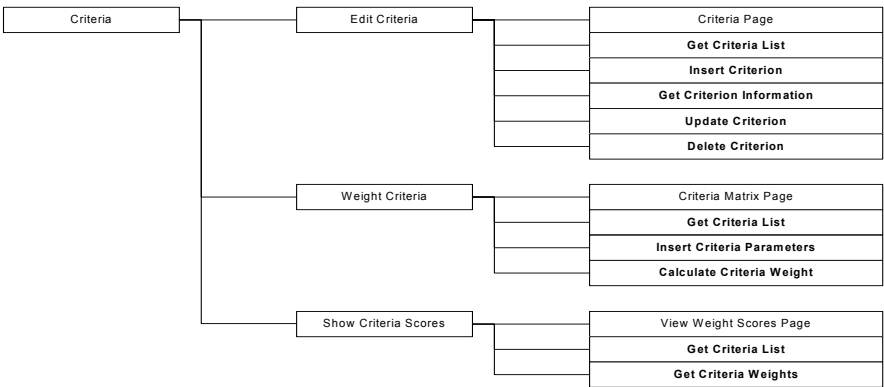 Criteria
Edit Criteria
Criteria Page
Get Criteria List
Insert Criterion
Get Criterion Information
Update Criterion
Delete Criterion
Weight Criteria
Criteria Matrix Page
Get Criteria List
Insert Criteria Parameters
Calculate Criteria Weight
Show Criteria Scores
View Weight Scores Page
Get Criteria List
Get Criteria Weights